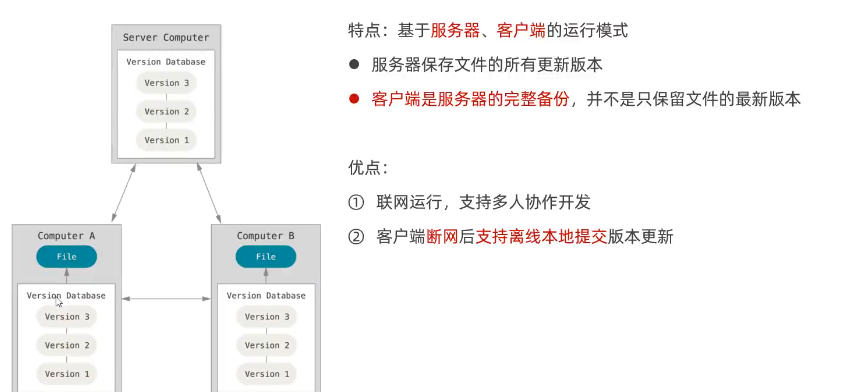 Server Computer
Version Database
Version 3
Version 2
Version 1
Computer A
File
Version Database
Version 3
Version 2
Version 1
Computer B
File
Version Database
Version 3
Version 2
Version 1
特点：基于服务器、客户端的运行模式
● 服务器保存文件的所有更新版本
● 客户端是服务器的完整备份，并不是只保留文件的最新版本
优点：
① 联网运行，支持多人协作开发
② 客户端断网后支持离线本地提交版本更新